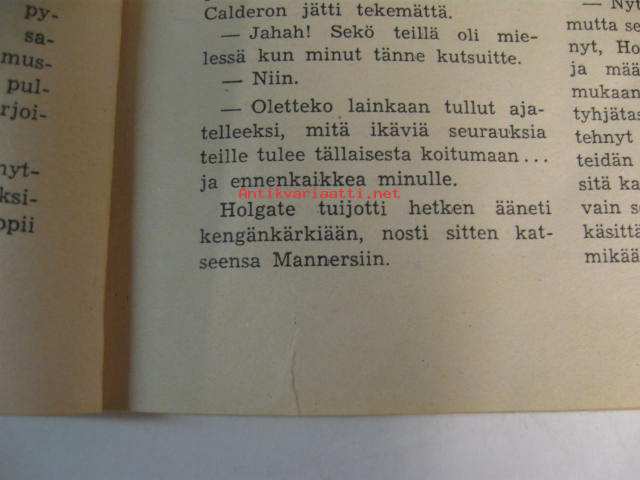 py-
sa-
mus-
pul-
rjoi-
nyt-
ksi-
opii
Calderon jätti tekemättä.
— Jahah! Sekö teillä oli mie-
lessä kun minut tänne kutsuitte.
— Niin.
— Oletteko lainkaan tullut aja-
telleeksi, mitä ikäviä seurauksia
teille tulee tällaisesta koitumaan...
ja ennenkaikkea minulle.
Antikvariaatti.net
Holgate tuijotti hetken ääneti
kengänkärkiään, nosti sitten kat-
seensa Mannersiin.
— Nyt
mutta se
nyt, Ho
ja mää
mukaan
tyhjätas
tehnyt
teidän
sitä ka
vain se
käsittä
mikää